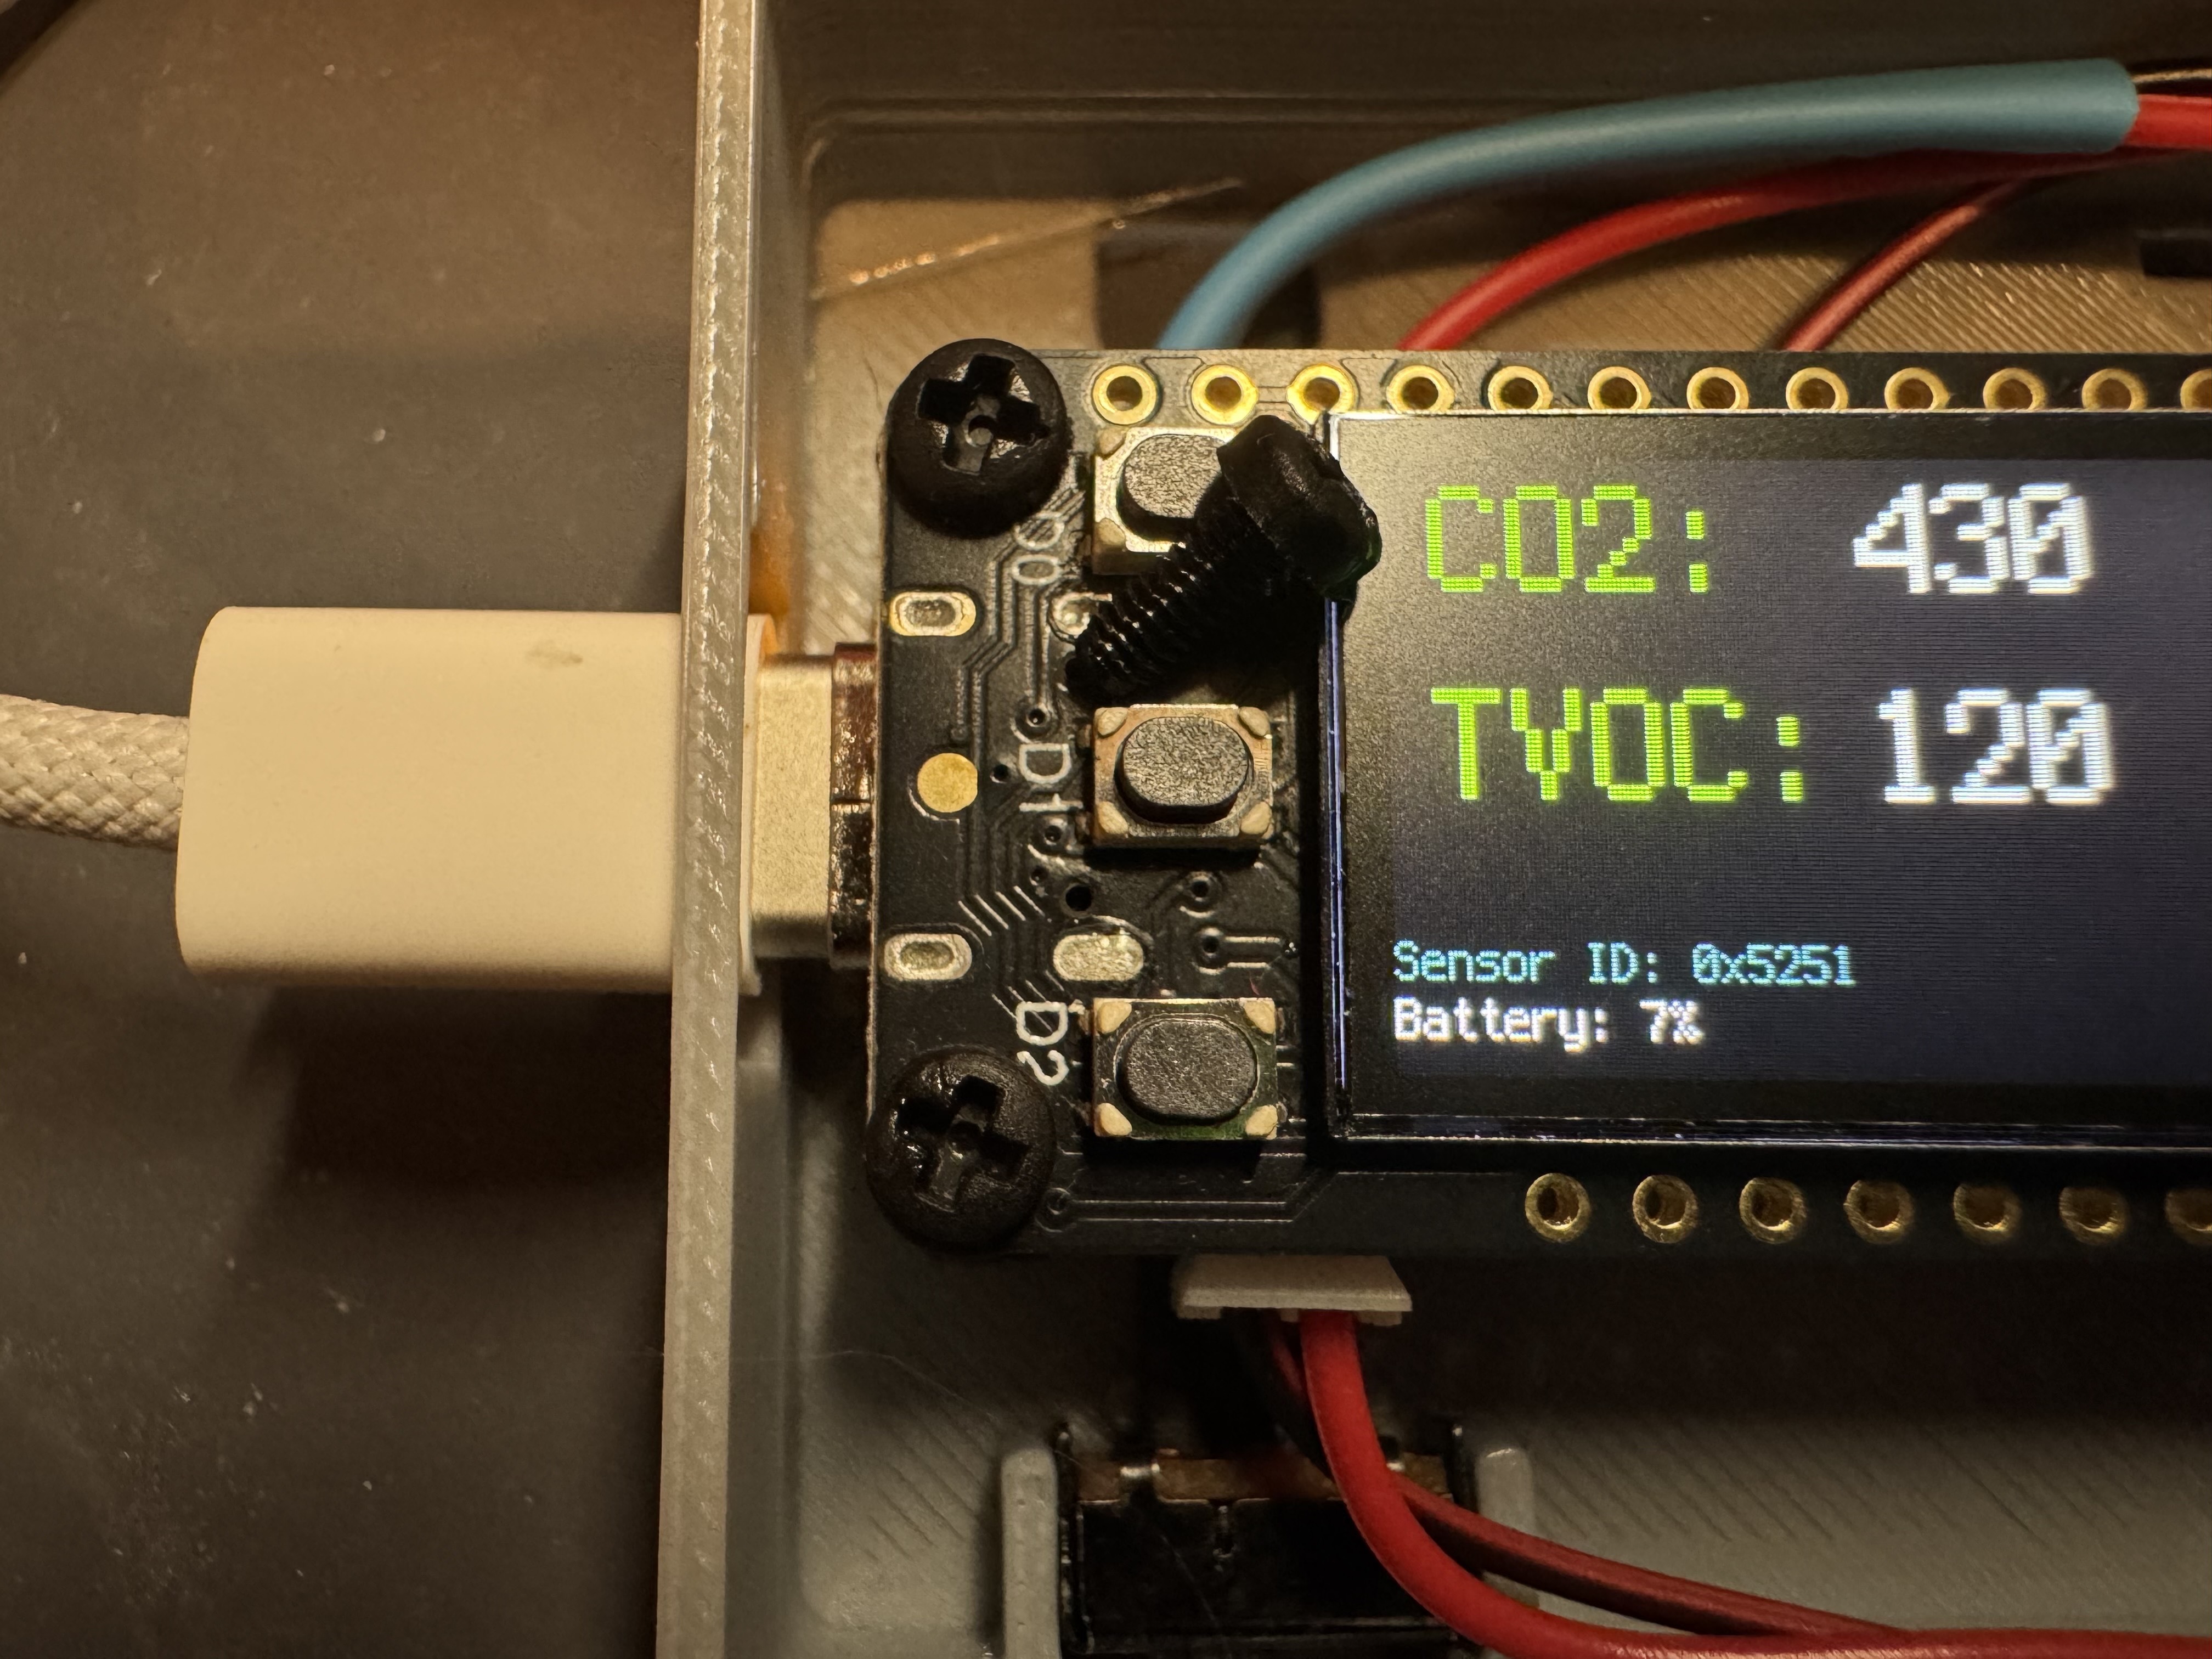 CO2: 430
TVOC: 120
Sensor ID: 0x5251
Battery: 7%
D0
D1
D2